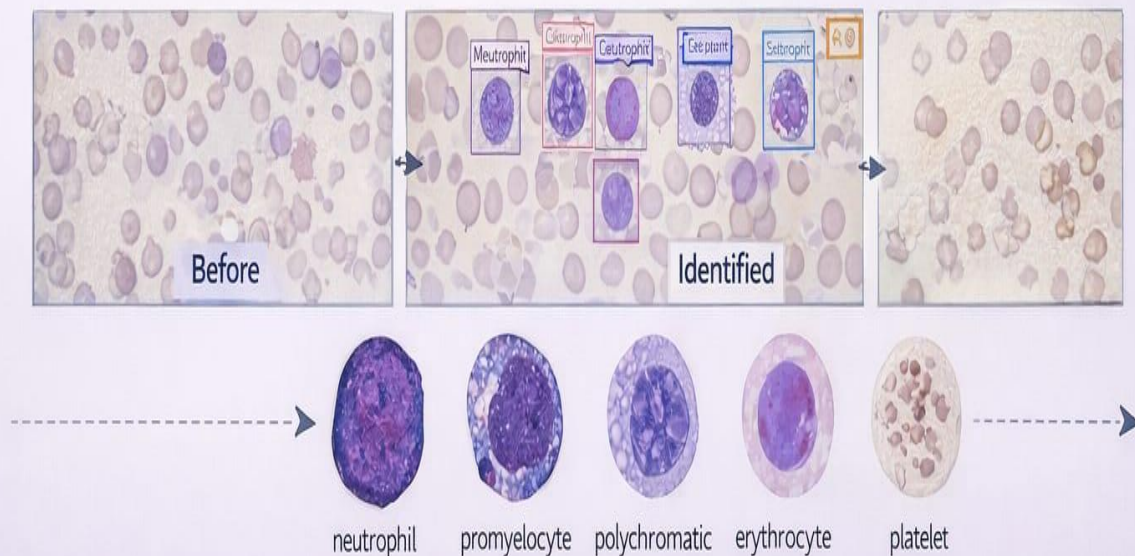 Meutrophit
Ceutrophit
Seltrophit
Before
Identified
neutrophil
promyelocyte
polychromatic
erythrocyte
platelet